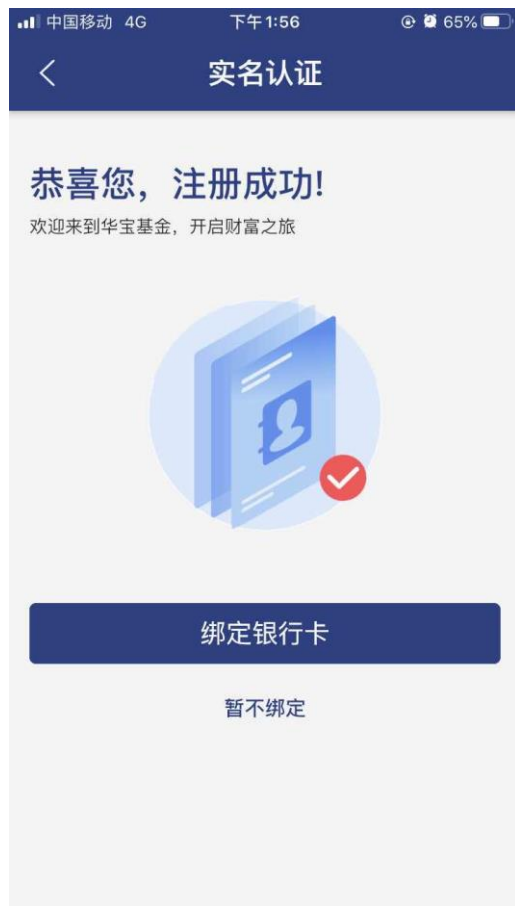 中国移动 4G 下午1:56 65%
实名认证
恭喜您，注册成功!
欢迎来到华宝基金，开启财富之旅
绑定银行卡
暂不绑定